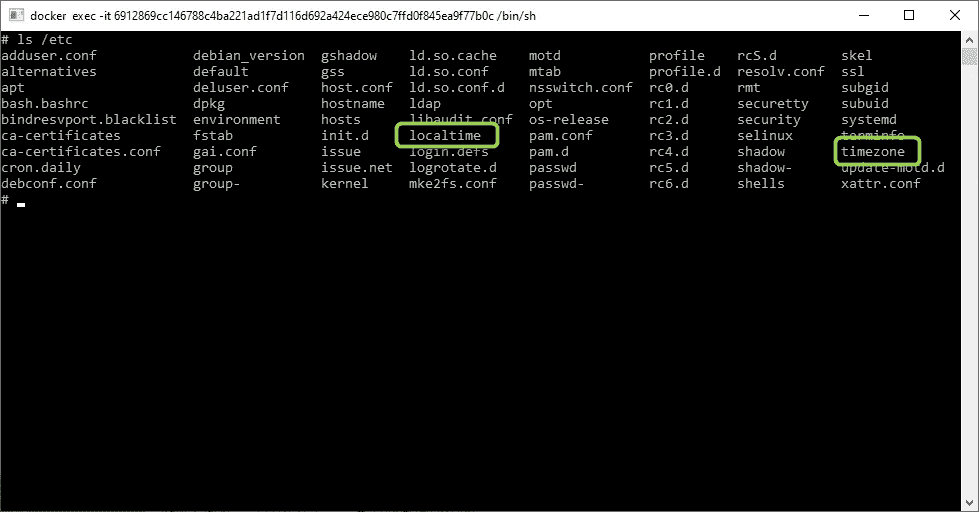 docker exec -it 6912869cc146788c4ba221ad1f7d116d692a424ece980c7ffd0f845ea9f77b0c /bin/sh
# ls /etc
adduser.conf debian_version gshadow ld.so.cache motd profile rcS.d skel
alternatives default gss ld.so.conf mtab profile.d resolv.conf ssl
apt deluser.conf host.conf ld.so.conf.d nsswitch.conf rc0.d rmt subgid
bash.bashrc dpkg hostname ldap opt rc1.d securetty subuid
bindresvport.blacklist environment hosts libaudit.conf os-release rc2.d security systemd
ca-certificates fstab init.d localtime pam.conf rc3.d selinux terminfo
ca-certificates.conf gai.conf issue login.defs pam.d rc4.d shadow timezone
cron.daily group issue.net logrotate.d passwd rc5.d shadow- update-motd.d
debconf.conf group- kernel mke2fs.conf passwd- rc6.d shells xattr.conf
#